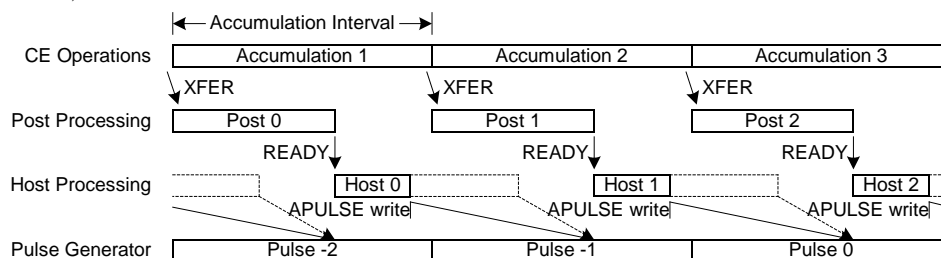 Accumulation Interval
CE Operations Accumulation 1 Accumulation 2 Accumulation 3
XFER XFER XFER
Post Processing Post 0 Post 1 Post 2
READY READY READY
Host Processing Host 0 Host 1 Host 2
APULSE write APULSE write APULSE write
Pulse Generator Pulse -2 Pulse -1 Pulse 0